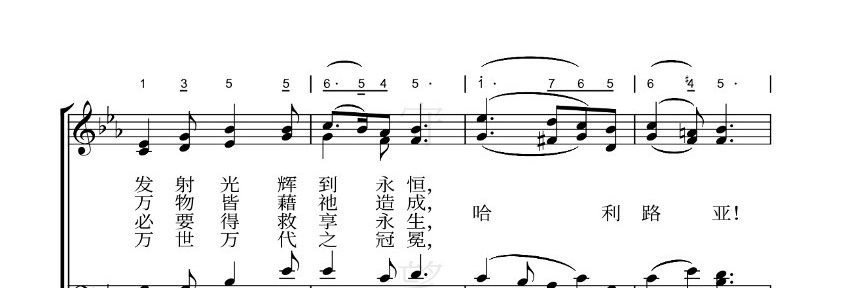 1 3 5 5 | 6· 5 4 5· | 1· 7 6 5 | 6 4 5· |
发射光辉到永恒，
万物皆藉祂造成，
必要得救享永生，
万世万代之冠冕，
哈利路亚！